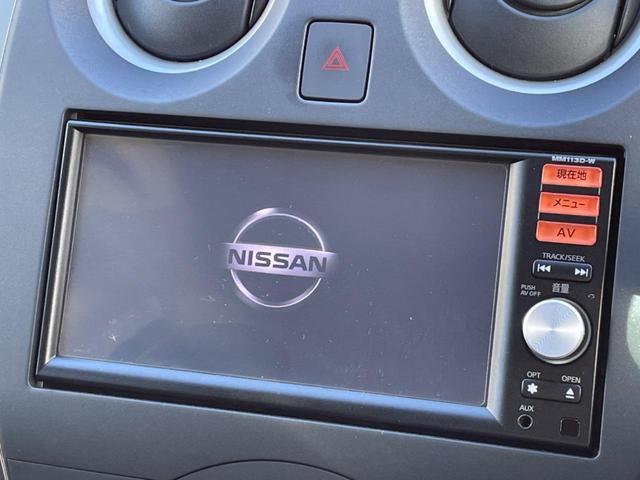 MM113D-W
現在地
メニュー
AV
TRACK/SEEK
音量
PUSH
AV OFF
NISSAN
OPT
OPEN
AUX